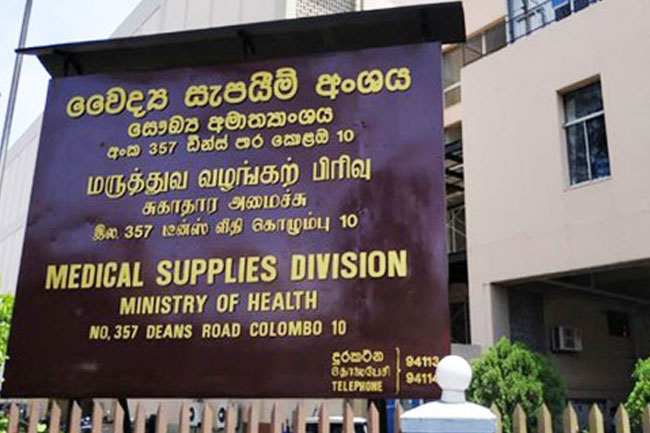 වෛද්‍ය සැපයීම් අංශය
සෞඛ්‍ය අමාත්‍යාංශය
අංක 357 ඩීන්ස් පාර කොළඹ 10
மருத்துவ வழங்கற் பிரிவு
சுகாதார அமைச்சு
இல. 357 டீன்ஸ் வீதி கொழும்பு 10
MEDICAL SUPPLIES DIVISION
MINISTRY OF HEALTH
NO, 357 DEANS ROAD COLOMBO 10
දුරකථන
தொலைபேசி
TELEPHONE
94113
94114